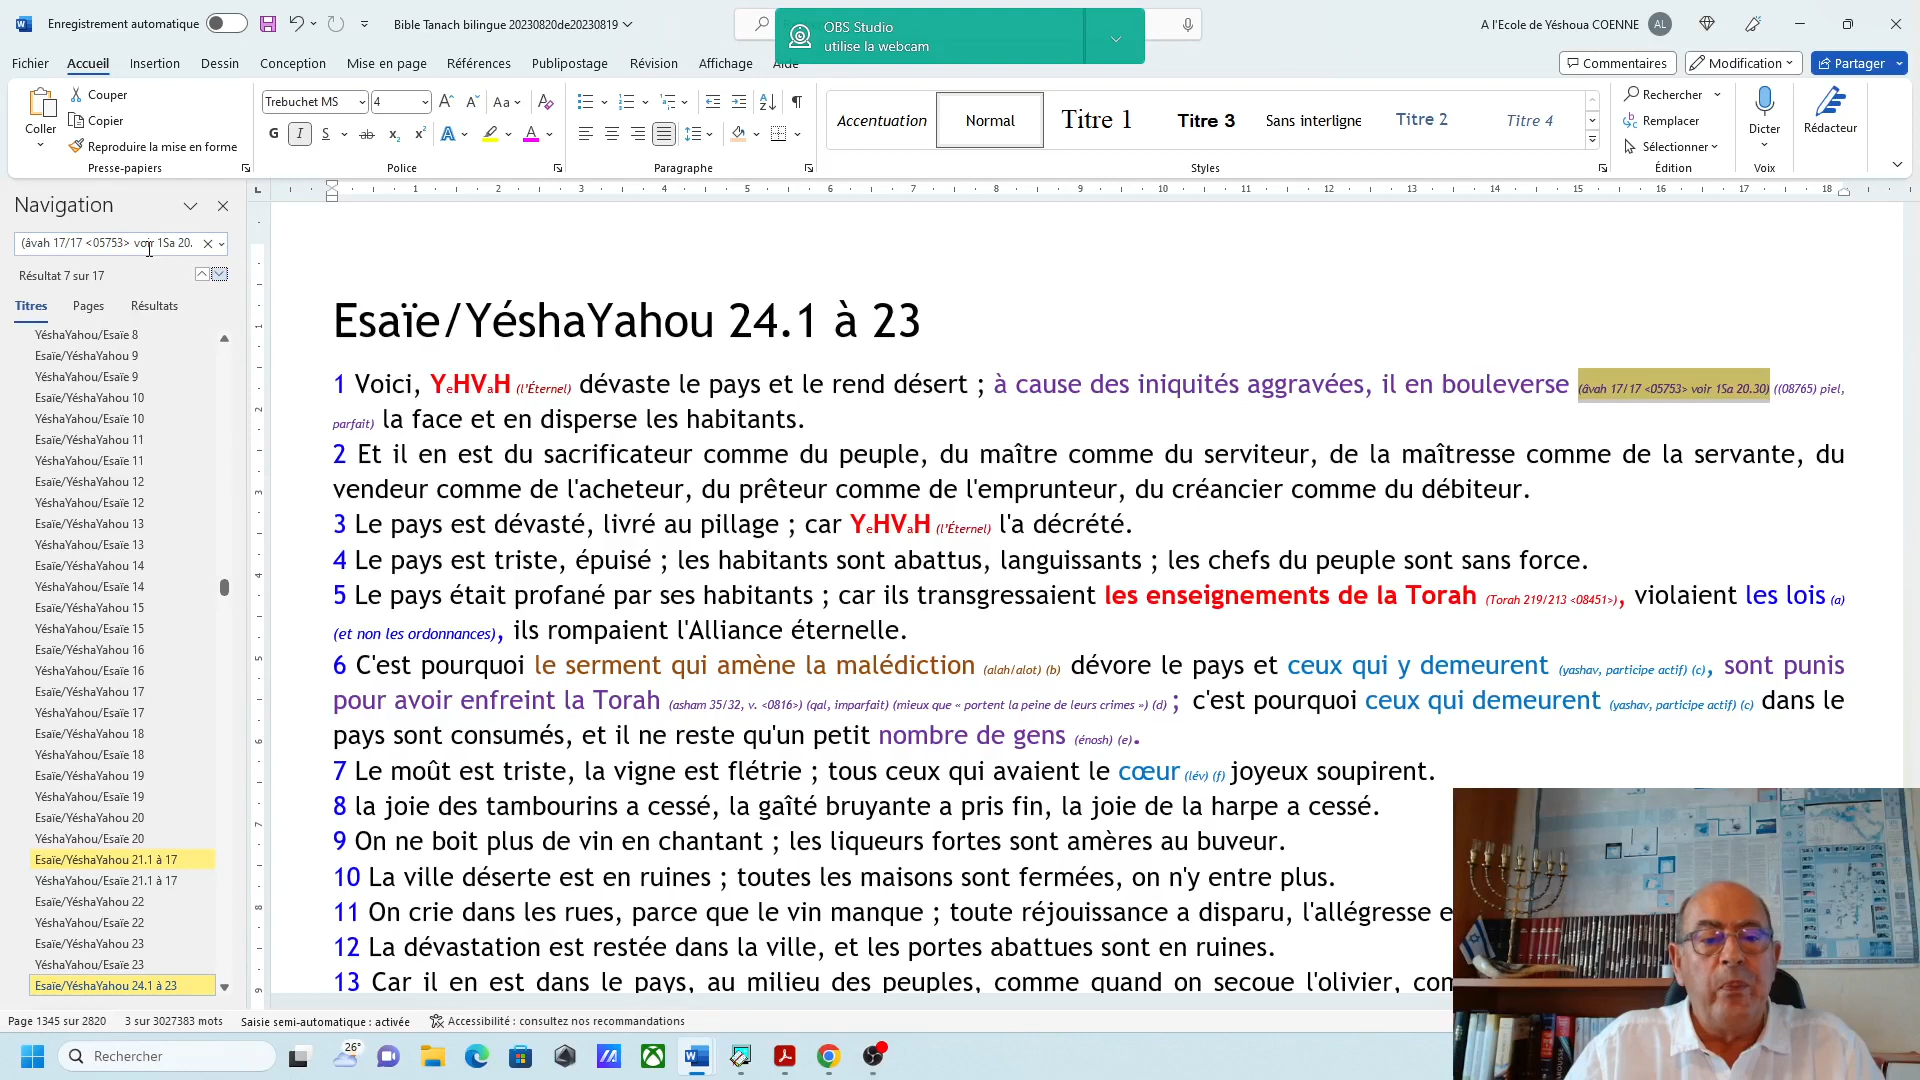 Enregistrement automatique
Bible Tanach bilingue 20230820de20230819
OBS Studio
utilise la webcam
A l'Ecole de Yéshoua COENNE
AL
Fichier
Accueil
Insertion
Dessin
Conception
Mise en page
Références
Publipostage
Révision
Affichage
Aide
Commentaires
Modification
Partager
Coller
Couper
Copier
Reproduire la mise en forme
Presse-papiers
Trebuchet MS
4
Police
Paragraphe
Accentuation
Normal
Titre 1
Titre 3
Sans interligne
Titre 2
Titre 4
Styles
Rechercher
Remplacer
Sélectionner
Édition
Dicter
Voix
Rédacteur
Navigation
(âvah 17/17 <05753> voir 1Sa 20.
Résultat 7 sur 17
Titres
Pages
Résultats
YéshaYahou/Esaïe 8
Esaïe/YéshaYahou 9
YéshaYahou/Esaïe 9
Esaïe/YéshaYahou 10
YéshaYahou/Esaïe 10
Esaïe/YéshaYahou 11
YéshaYahou/Esaïe 11
Esaïe/YéshaYahou 12
YéshaYahou/Esaïe 12
Esaïe/YéshaYahou 13
YéshaYahou/Esaïe 13
Esaïe/YéshaYahou 14
YéshaYahou/Esaïe 14
Esaïe/YéshaYahou 15
YéshaYahou/Esaïe 15
Esaïe/YéshaYahou 16
YéshaYahou/Esaïe 16
Esaïe/YéshaYahou 17
YéshaYahou/Esaïe 17
Esaïe/YéshaYahou 18
YéshaYahou/Esaïe 18
Esaïe/YéshaYahou 19
YéshaYahou/Esaïe 19
Esaïe/YéshaYahou 20
YéshaYahou/Esaïe 20
Esaïe/YéshaYahou 21.1 à 17
YéshaYahou/Esaïe 21.1 à 17
Esaïe/YéshaYahou 22
YéshaYahou/Esaïe 22
Esaïe/YéshaYahou 23
YéshaYahou/Esaïe 23
Esaïe/YéshaYahou 24.1 à 23
1 2 3 4 5 6 7 8 9 10 11 12 13 14 15 16 17 18
Esaïe/YéshaYahou 24.1 à 23
1 Voici, YeHVaH (l'Éternel) dévaste le pays et le rend désert ; à cause des iniquités aggravées, il en bouleverse (âvah 17/17 <05753> voir 1Sa 20.30) ((08765) piel,
parfait) la face et en disperse les habitants.
2 Et il en est du sacrificateur comme du peuple, du maître comme du serviteur, de la maîtresse comme de la servante, du
vendeur comme de l'acheteur, du prêteur comme de l'emprunteur, du créancier comme du débiteur.
3 Le pays est dévasté, livré au pillage ; car YeHVaH (l'Éternel) l'a décrété.
4 Le pays est triste, épuisé ; les habitants sont abattus, languissants ; les chefs du peuple sont sans force.
5 Le pays était profané par ses habitants ; car ils transgressaient les enseignements de la Torah (Torah 219/213 <08451>), violaient les lois (a)
(et non les ordonnances), ils rompaient l'Alliance éternelle.
6 C'est pourquoi le serment qui amène la malédiction (alah/alot) (b) dévore le pays et ceux qui y demeurent (yashav, participe actif) (c), sont punis
pour avoir enfreint la Torah (asham 35/32, v. <0816>) (qal, imparfait) (mieux que « portent la peine de leurs crimes ») (d) ; c'est pourquoi ceux qui demeurent (yashav, participe actif) (c) dans le
pays sont consumés, et il ne reste qu'un petit nombre de gens (énosh) (e).
7 Le moût est triste, la vigne est flétrie ; tous ceux qui avaient le cœur (lév) (f) joyeux soupirent.
8 la joie des tambourins a cessé, la gaîté bruyante a pris fin, la joie de la harpe a cessé.
9 On ne boit plus de vin en chantant ; les liqueurs fortes sont amères au buveur.
10 La ville déserte est en ruines ; toutes les maisons sont fermées, on n'y entre plus.
11 On crie dans les rues, parce que le vin manque ; toute réjouissance a disparu, l'allégresse e
12 La dévastation est restée dans la ville, et les portes abattues sont en ruines.
13 Car il en est dans le pays, au milieu des peuples, comme quand on secoue l'olivier, com
Page 1345 sur 2820
3 sur 3027383 mots
Saisie semi-automatique : activée
Accessibilité : consultez nos recommandations
Rechercher
26°